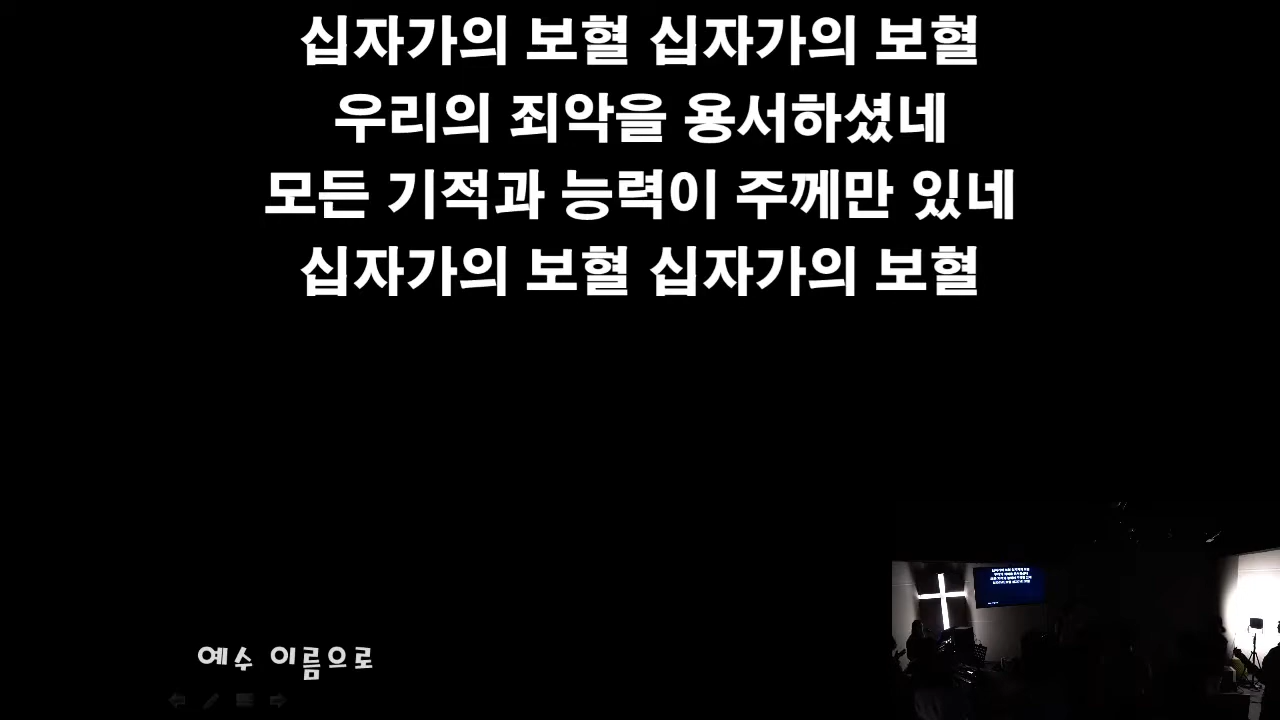 십자가의 보혈 십자가의 보혈
우리의 죄악을 용서하셨네
모든 기적과 능력이 주께만 있네
십자가의 보혈 십자가의 보혈
예수 이름으로